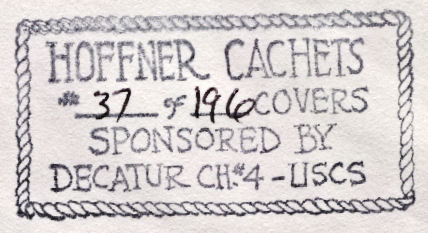 HOFFNER CACHETS
# 37 of 196 COVERS
SPONSORED BY
DECATUR CH.#4-USCS